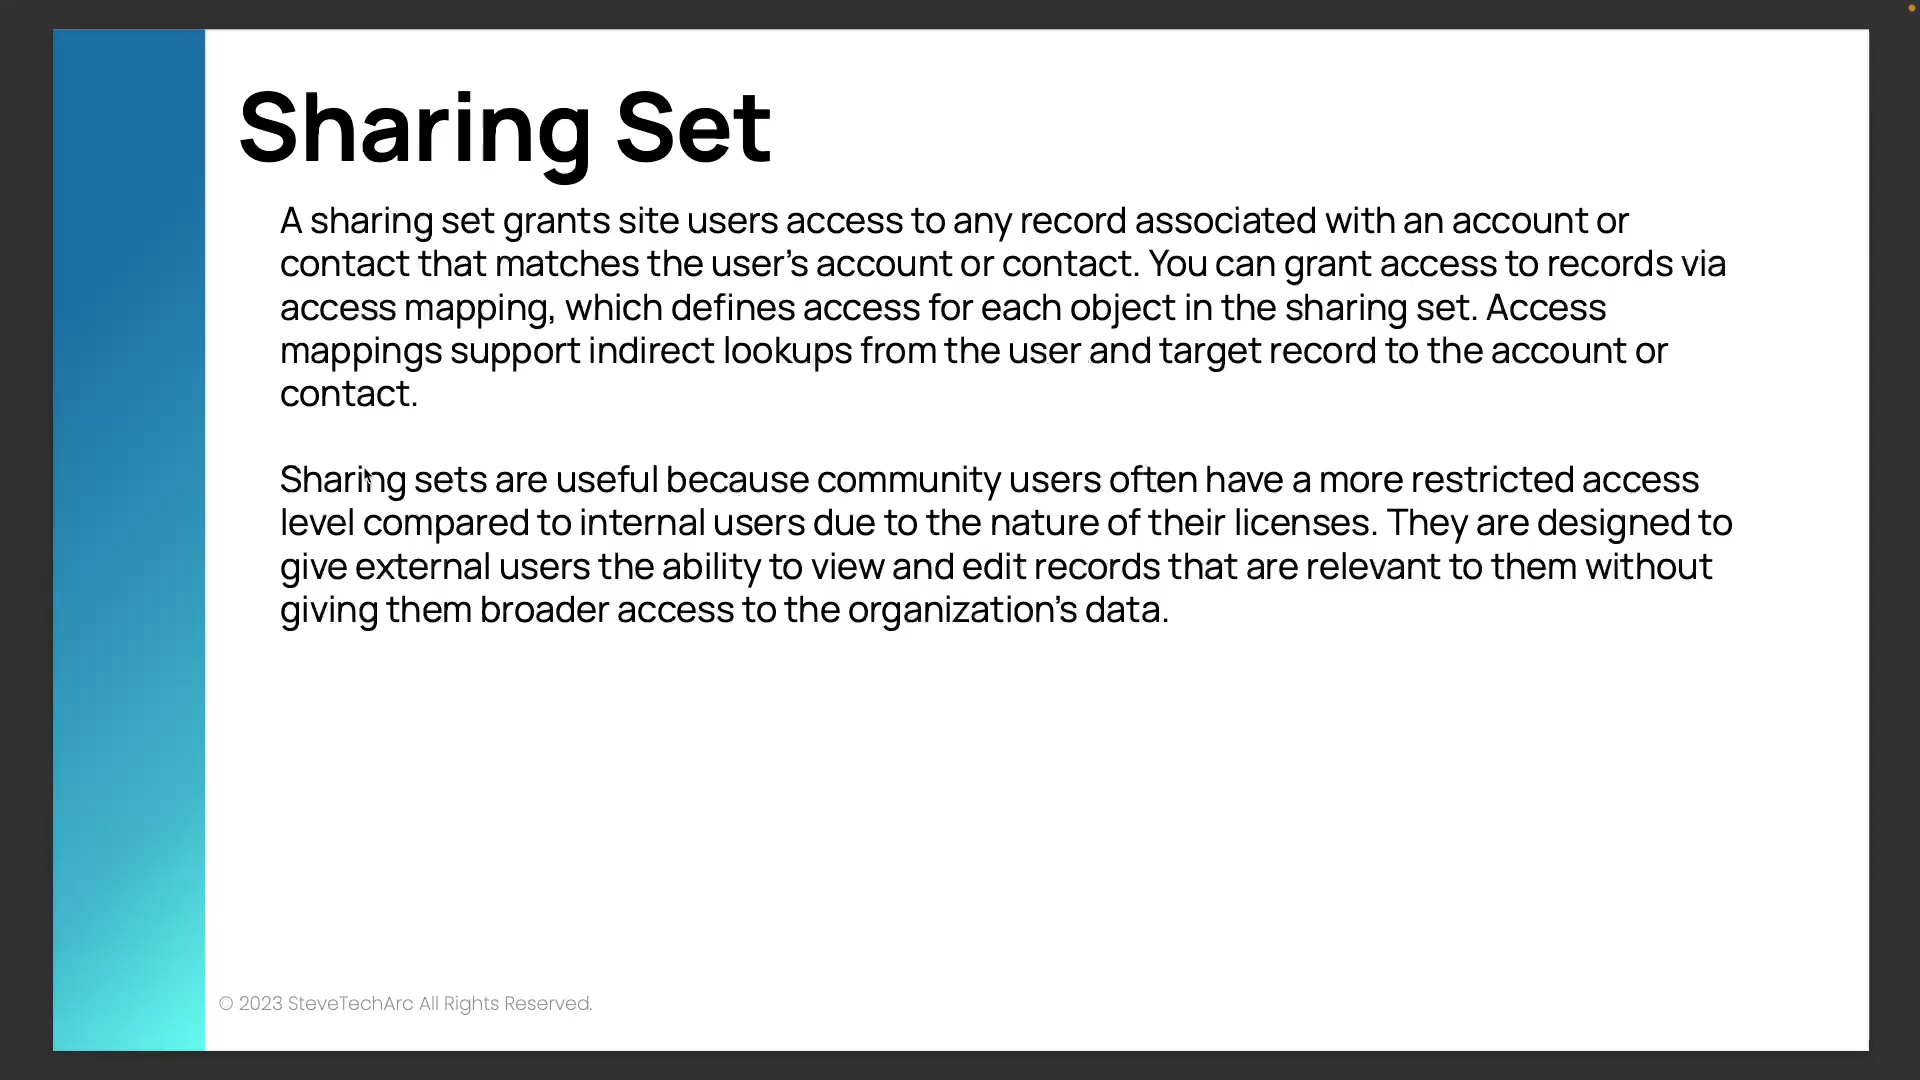 Sharing Set
A sharing set grants site users access to any record associated with an account or
contact that matches the user’s account or contact. You can grant access to records via
access mapping, which defines access for each object in the sharing set. Access
mappings support indirect lookups from the user and target record to the account or
contact.
Sharing sets are useful because community users often have a more restricted access
level compared to internal users due to the nature of their licenses. They are designed to
give external users the ability to view and edit records that are relevant to them without
giving them broader access to the organization’s data.
© 2023 SteveTechArc All Rights Reserved.